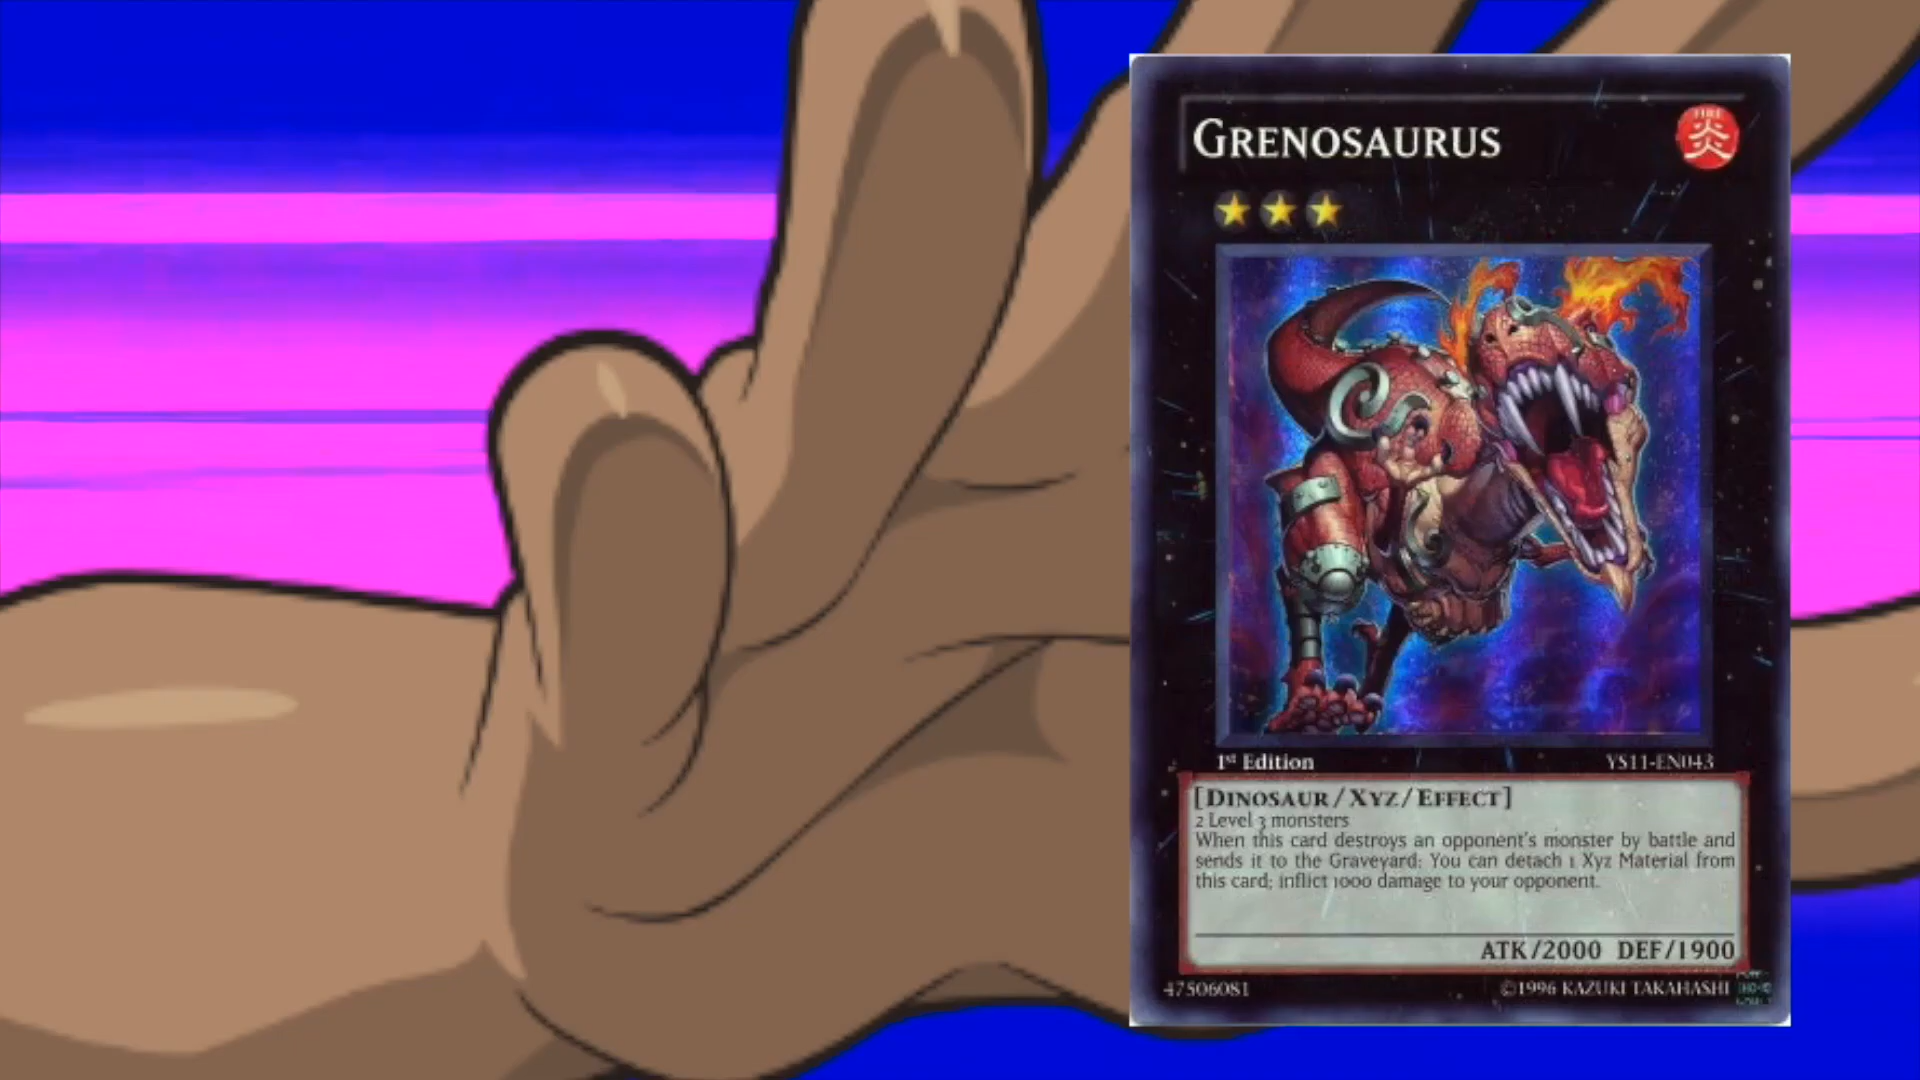 GRENOSAURUS
FIRE
炎
1st Edition
YS11-EN043
[DINOSAUR/XYZ/EFFECT]
2 Level 3 monsters
When this card destroys an opponent's monster by battle and
sends it to the Graveyard: You can detach 1 Xyz Material from
this card; inflict 1000 damage to your opponent.
ATK/2000 DEF/1900
47506081
©1996 KAZUKI TAKAHASHI